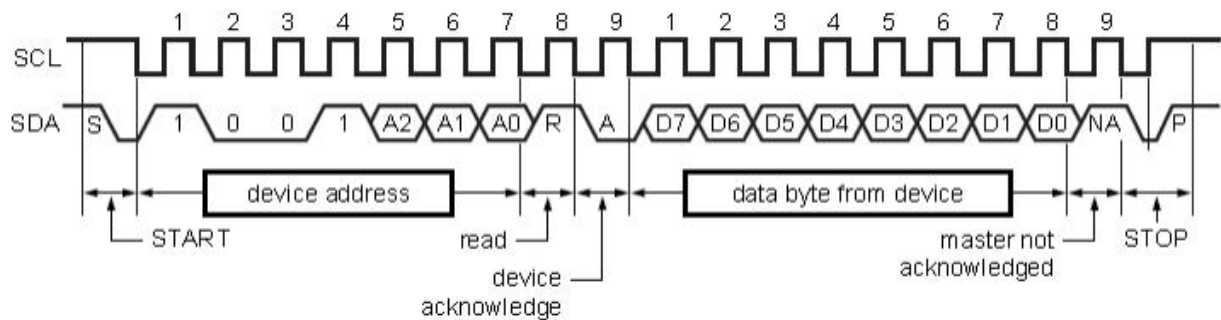 1 2 3 4 5 6 7 8 9 1 2 3 4 5 6 7 8 9
SCL
SDA S 1 0 0 1 A2 A1 A0 R A D7 D6 D5 D4 D3 D2 D1 D0 NA P
device address
data byte from device
START
read
master not
acknowledged
STOP
device
acknowledge